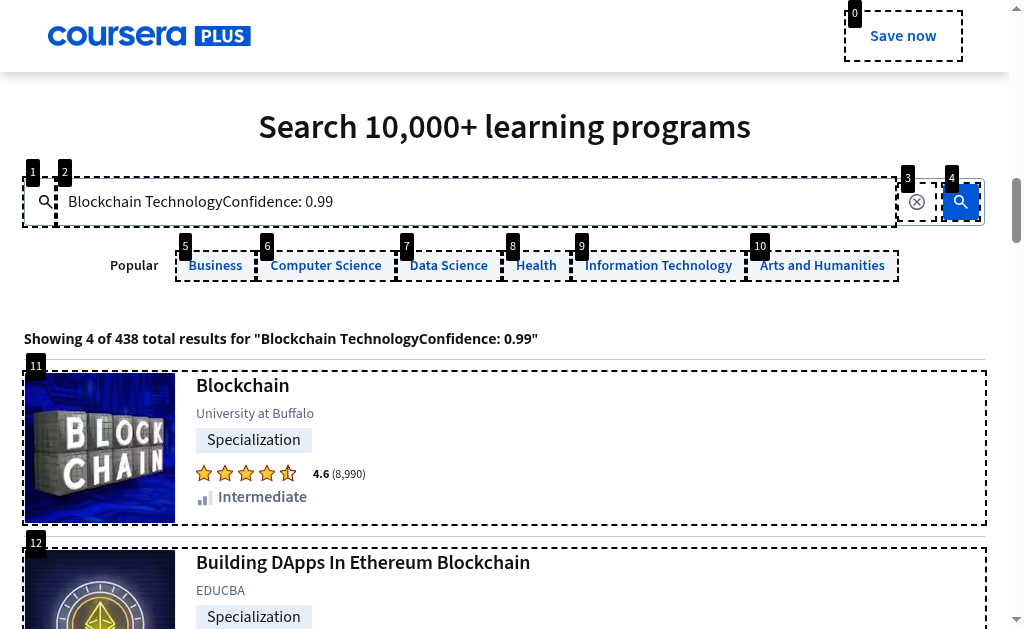 coursera PLUS
0
Save now
Search 10,000+ learning programs
1
2
3
4
Blockchain TechnologyConfidence: 0.99
5
6
7
8
9
10
Popular
Business
Computer Science
Data Science
Health
Information Technology
Arts and Humanities
Showing 4 of 438 total results for "Blockchain TechnologyConfidence: 0.99"
11
BLOCK
CHAIN
Blockchain
University at Buffalo
Specialization
4.6 (8,990)
Intermediate
12
Building DApps In Ethereum Blockchain
EDUCBA
Specialization